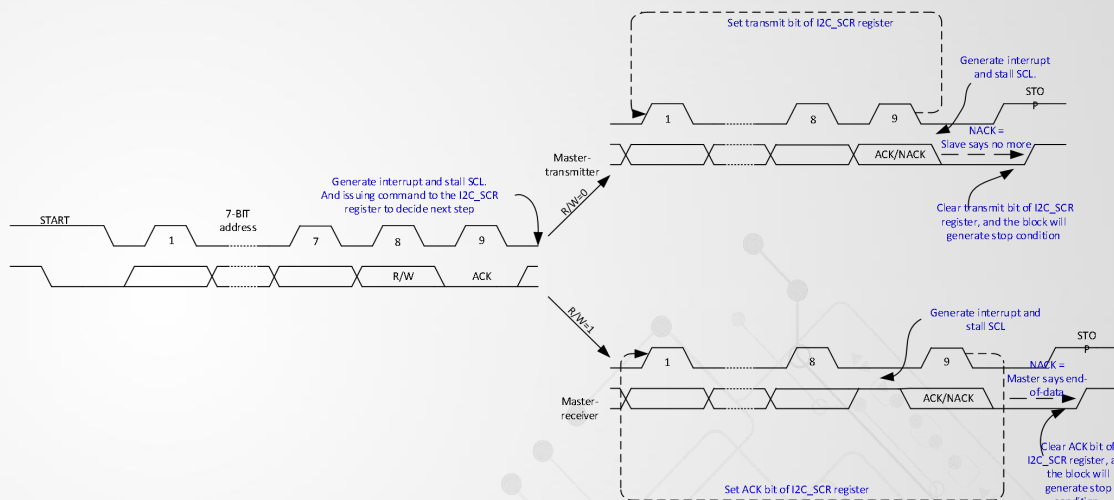 Set transmit bit of I2C_SCR register
Generate interrupt
and stall SCL.
STO
P
1
8
9
NACK =
Slave says no more
Master-
transmitter
ACK/NACK
R/W=0
Clear transmit bit of I2C_SCR
register, and the block will
generate stop condition
Generate interrupt and stall SCL.
And issuing command to the I2C_SCR
register to decide next step
START
7-BIT
address
1
7
8
9
R/W
ACK
R/W=1
Generate interrupt and
stall SCL
STO
P
1
8
9
NACK =
Master says end-
of-data
Master-
receiver
ACK/NACK
Clear ACK bit of
I2C_SCR register, a
the block will
generate stop
Set ACK bit of I2C_SCR register